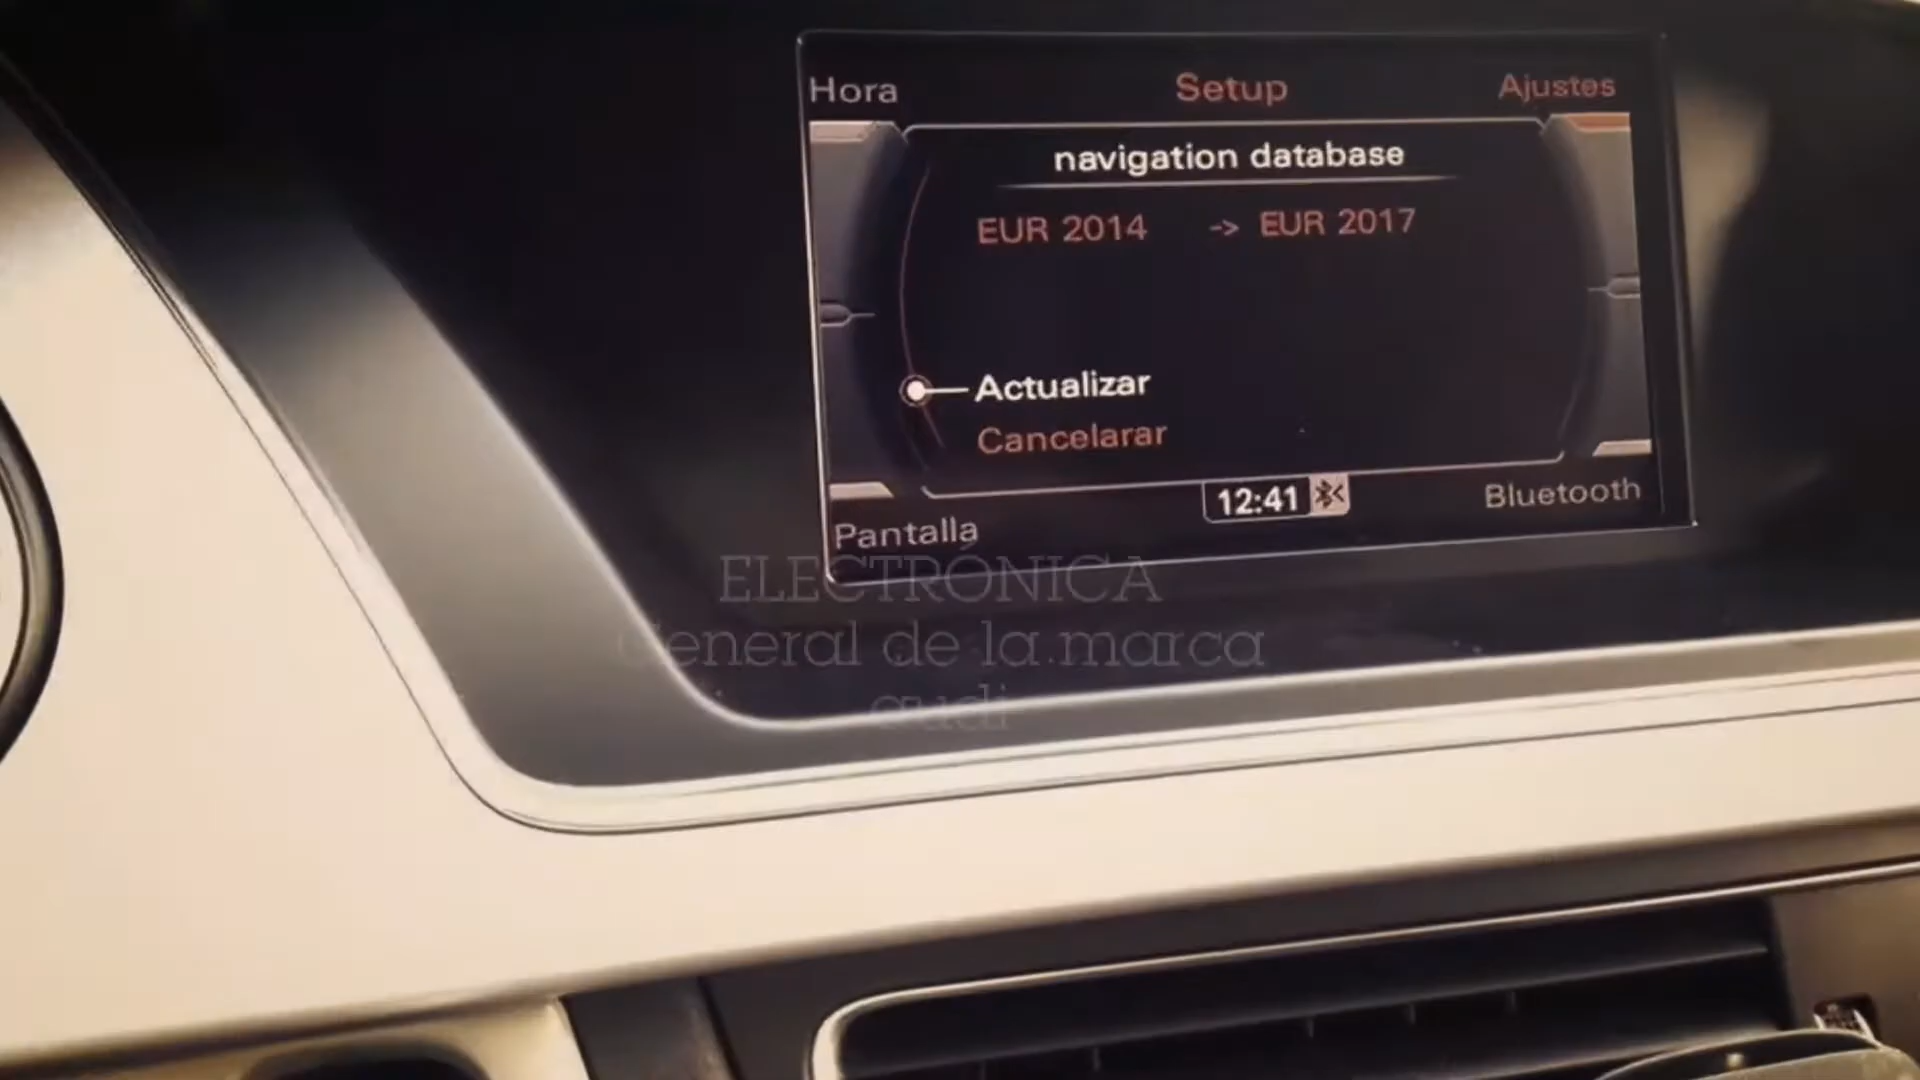 Hora Setup Ajustes
navigation database
EUR 2014 -> EUR 2017
Actualizar
Cancelarar
12:41
Pantalla Bluetooth
ELECTRÓNICA
General de la marca
audi